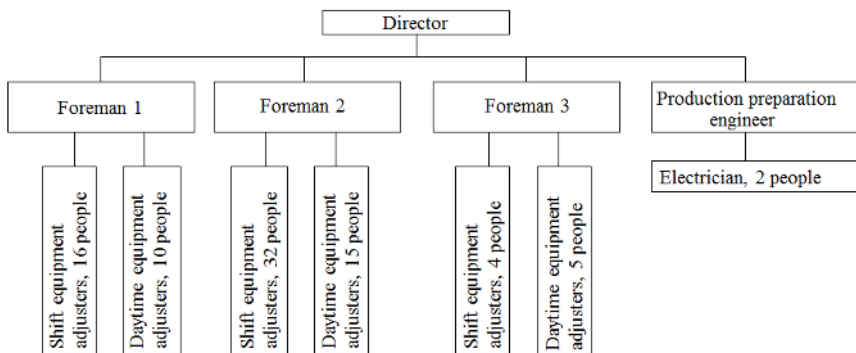 Director
Foreman 1
Foreman 2
Foreman 3
Production preparation
engineer
Shift equipment
adjusters, 16 people
Daytime equipment
adjusters, 10 people
Shift equipment
adjusters, 32 people
Daytime equipment
adjusters, 15 people
Shift equipment
adjusters, 4 people
Daytime equipment
adjusters, 5 people
Electrician, 2 people